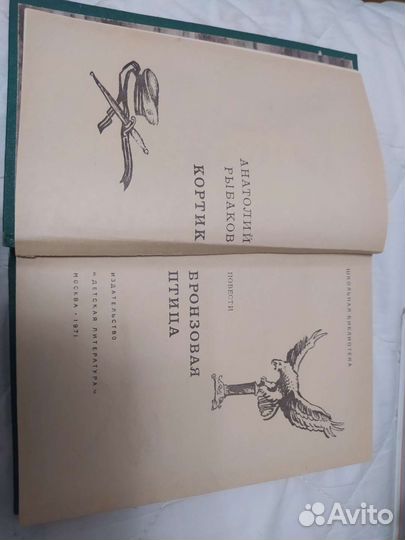 АНАТОЛИЙ
РЫБАКОВ
КОРТИК
ШКОЛЬНАЯ БИБЛИОТЕКА
ПОВЕСТИ
БРОНЗОВАЯ
ПТИЦА
ИЗДАТЕЛЬСТВО
«ДЕТСКАЯ ЛИТЕРАТУРА»
МОСКВА • 1971
Avito